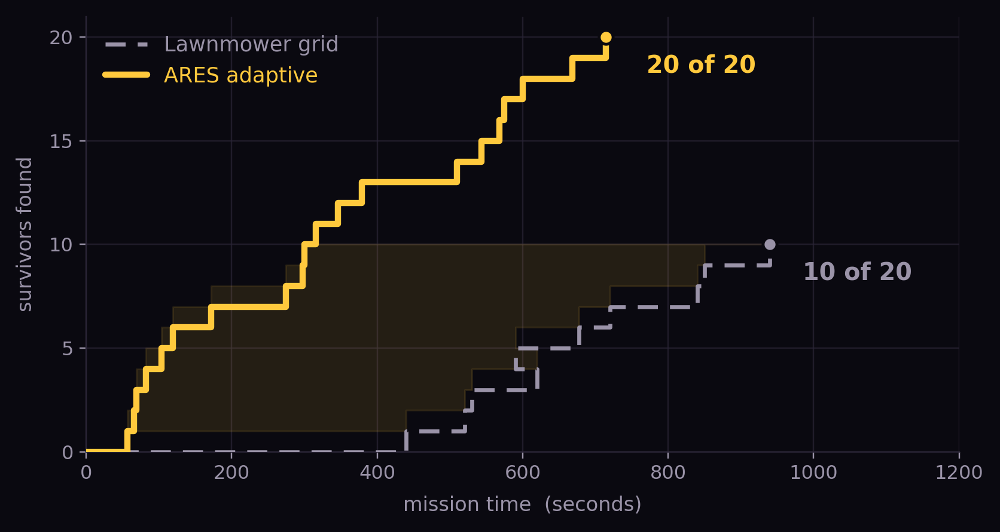 Lawnmower grid
ARES adaptive
20 of 20
10 of 20
survivors found
20
15
10
5
0
0 200 400 600 800 1000 1200
mission time (seconds)